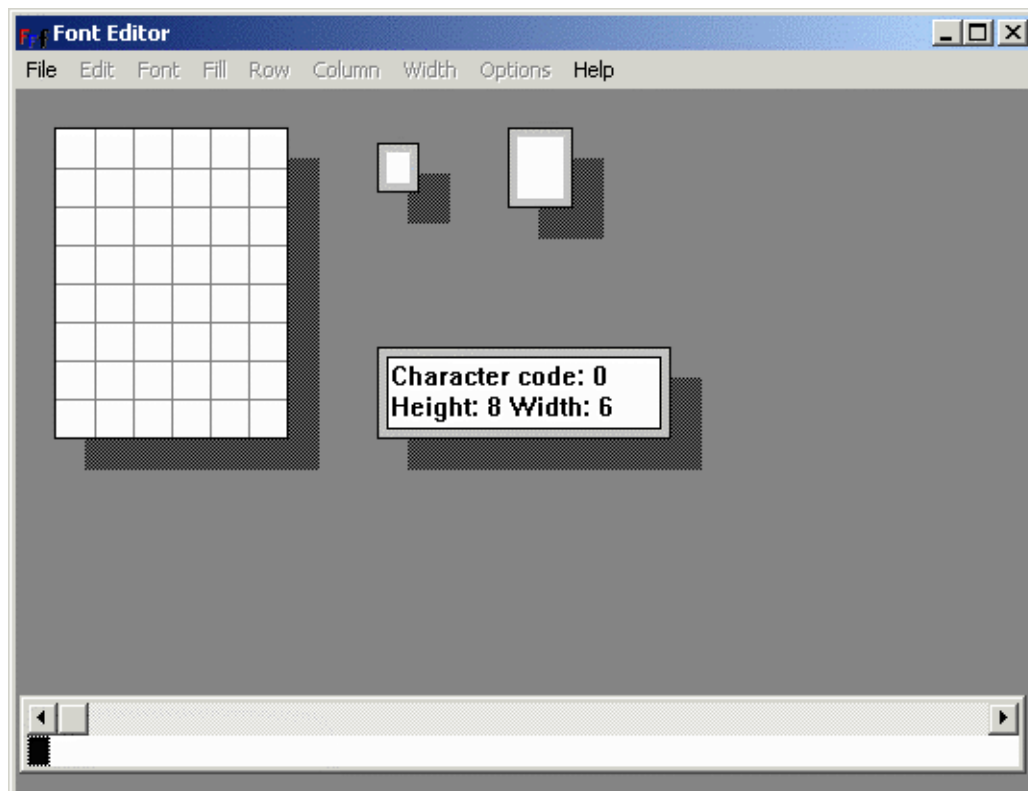 Font Editor
File Edit Font Fill Row Column Width Options Help
Character code: 0
Height: 8 Width: 6